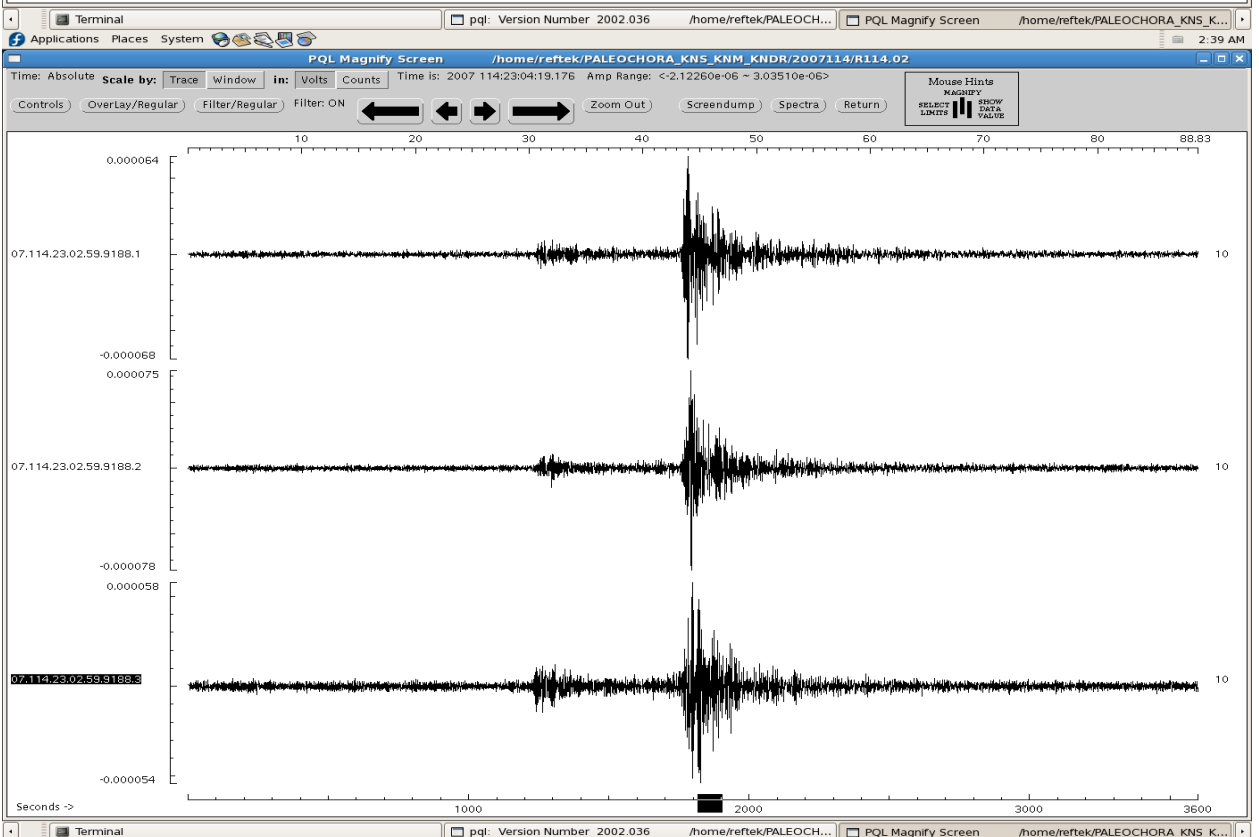 Terminal pql: Version Number 2002.036 /home/reftek/PALEOCH... PQL Magnify Screen /home/reftek/PALEOCHORA_KNS_K...
Applications Places System 2:39 AM
PQL Magnify Screen /home/reftek/PALEOCHORA_KNS_KNM_KNDR/2007114/R114.02
Time: Absolute Scale by: Trace Window in: Volts Counts Time is: 2007 114:23:04:19.176 Amp Range: <-2.12260e-06 ~ 3.03510e-06>
Mouse Hints
MAGNIFY
SELECT LIMITS
SHOW DATA VALUE
Controls OverLay/Regular Filter/Regular Filter: ON Zoom Out Screendump Spectra Return
10 20 30 40 50 60 70 80 88.83
0.000064
07.114.23.02.59.9188.1 10
-0.000068
0.000075
07.114.23.02.59.9188.2 10
-0.000078
0.000058
07.114.23.02.59.9188.3 10
-0.000054
Seconds -> 1000 2000 3000 3600
Terminal pql: Version Number 2002.036 /home/reftek/PALEOCH... PQL Magnify Screen /home/reftek/PALEOCHORA_KNS_K...